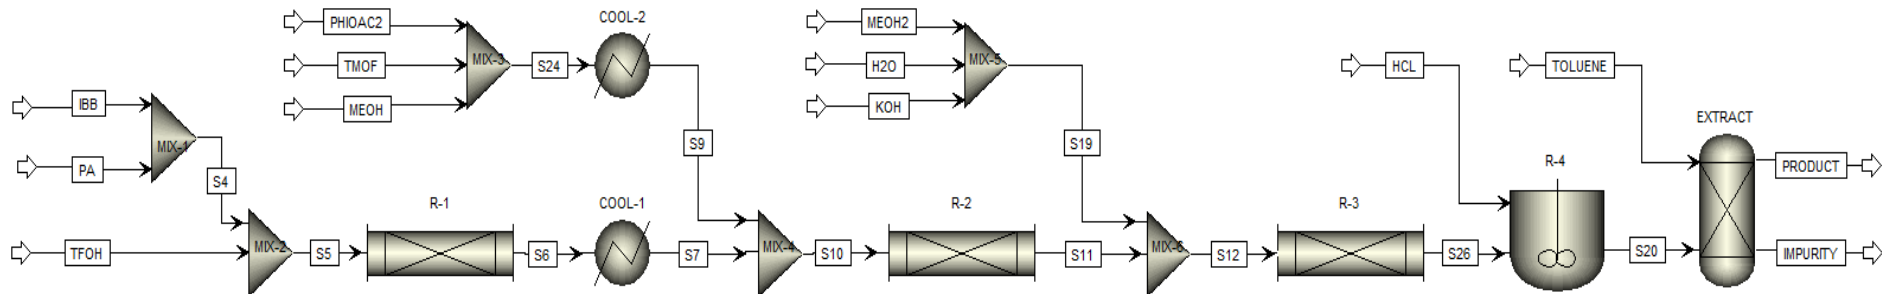 PHIOAC2
TMOF
MEOH
MIX-3
S24
COOL-2
MEOH2
H2O
KOH
MIX-5
HCL
TOLUENE
IBB
PA
MIX-1
S4
S9
S19
EXTRACT
PRODUCT
IMPURITY
TFOH
MIX-2
S5
R-1
S6
COOL-1
S7
MIX-4
S10
R-2
S11
MIX-6
S12
R-3
S26
R-4
S20